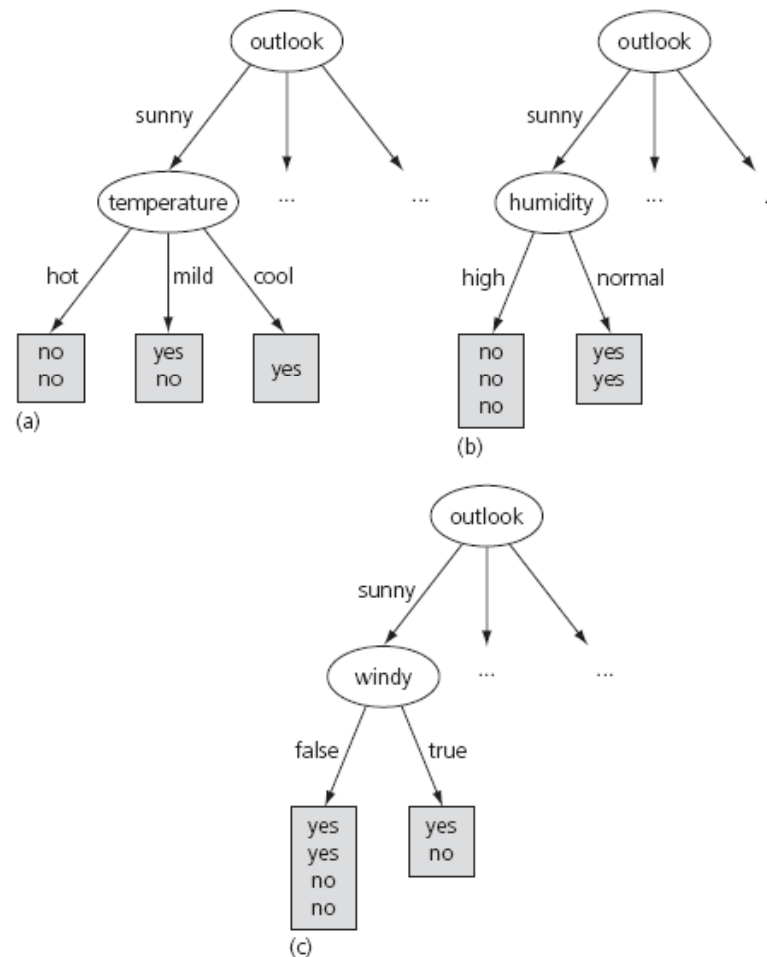 outlook
sunny
temperature
...
...
hot
mild
cool
no
no
yes
no
yes
(a)
outlook
sunny
humidity
...
high
normal
no
no
no
yes
yes
(b)
outlook
sunny
windy
...
...
false
true
yes
yes
no
no
yes
no
(c)